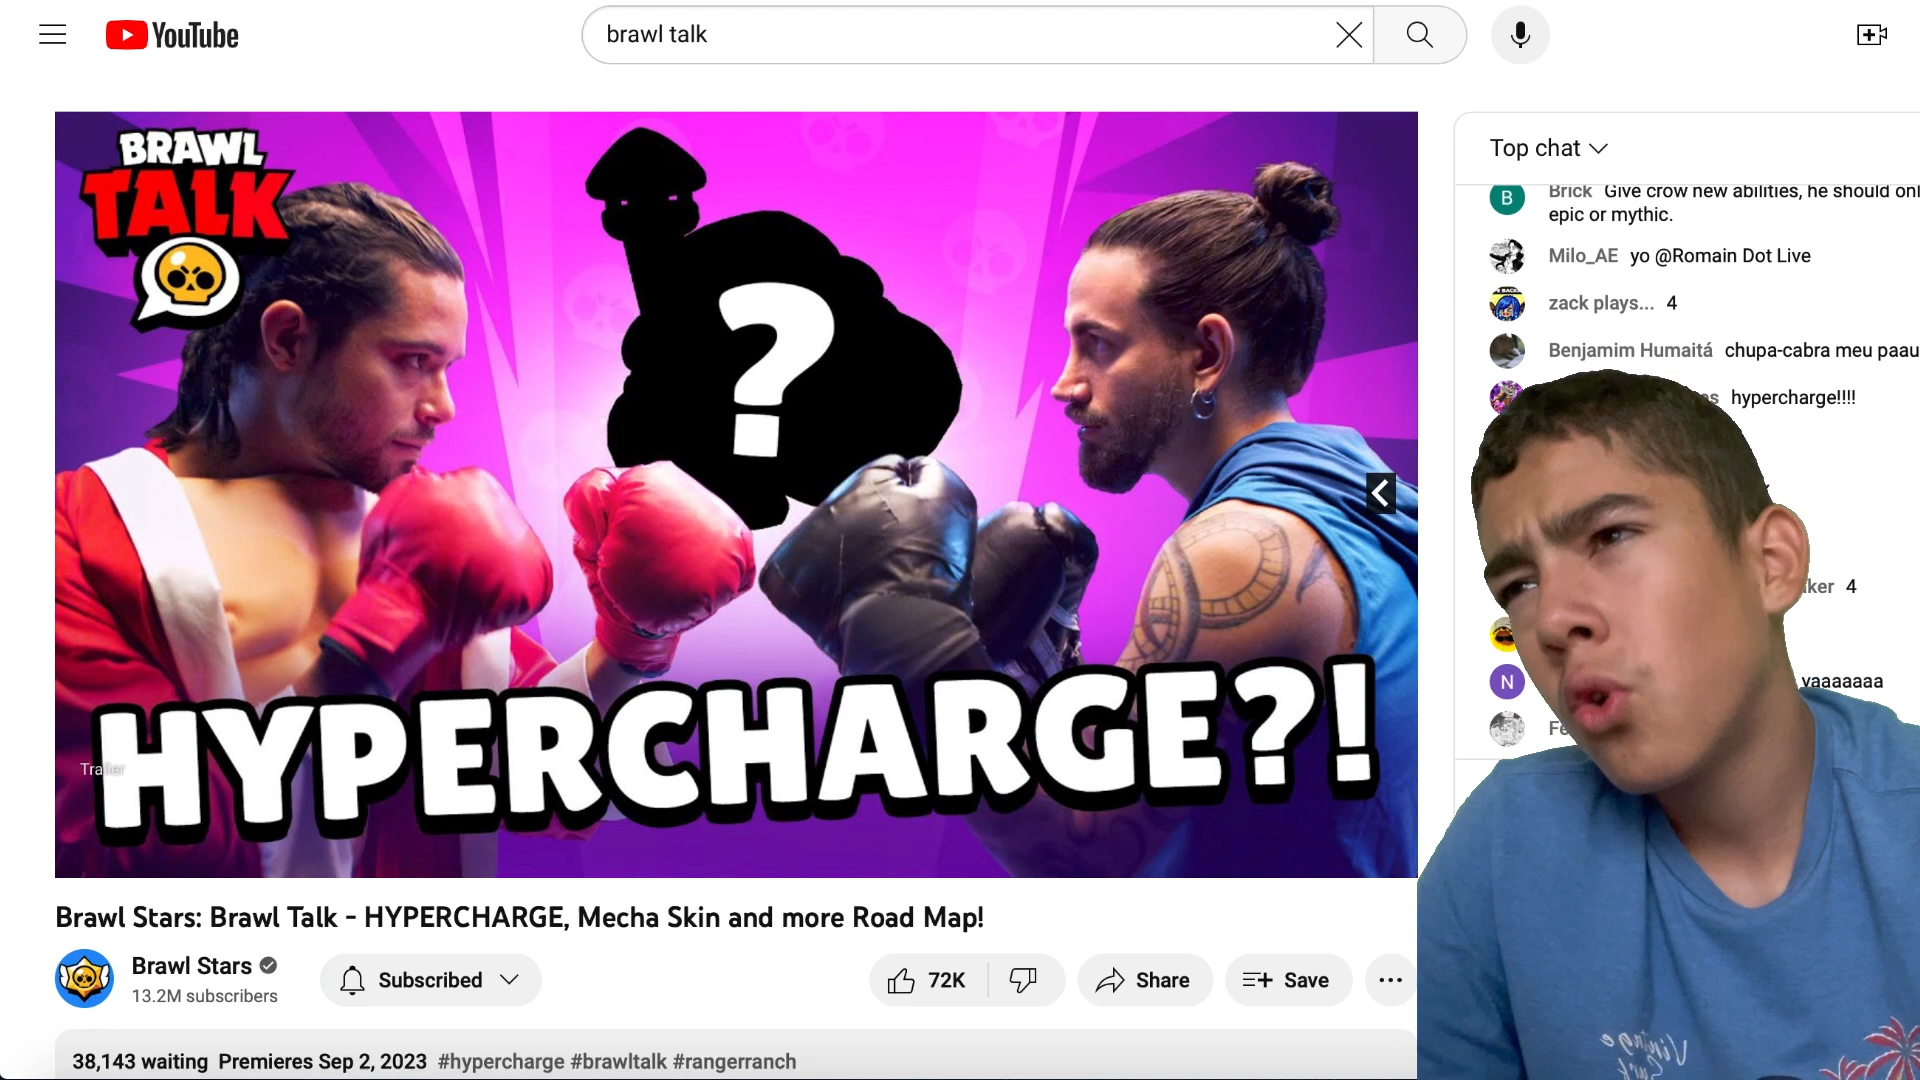 YouTube
brawl talk
BRAWL
TALK
?
HYPERCHARGE?!
Trailer
Brawl Stars: Brawl Talk - HYPERCHARGE, Mecha Skin and more Road Map!
Brawl Stars
13.2M subscribers
Subscribed
72K
Share
Save
38,143 waiting Premieres Sep 2, 2023 #hypercharge #brawltalk #rangerranch
Top chat
B
Brick Give crow new abilities, he should onl
epic or mythic.
Milo_AE yo @Romain Dot Live
zack plays... 4
Benjamim Humaitá chupa-cabra meu paau
hypercharge!!!!
4
N
Vintage